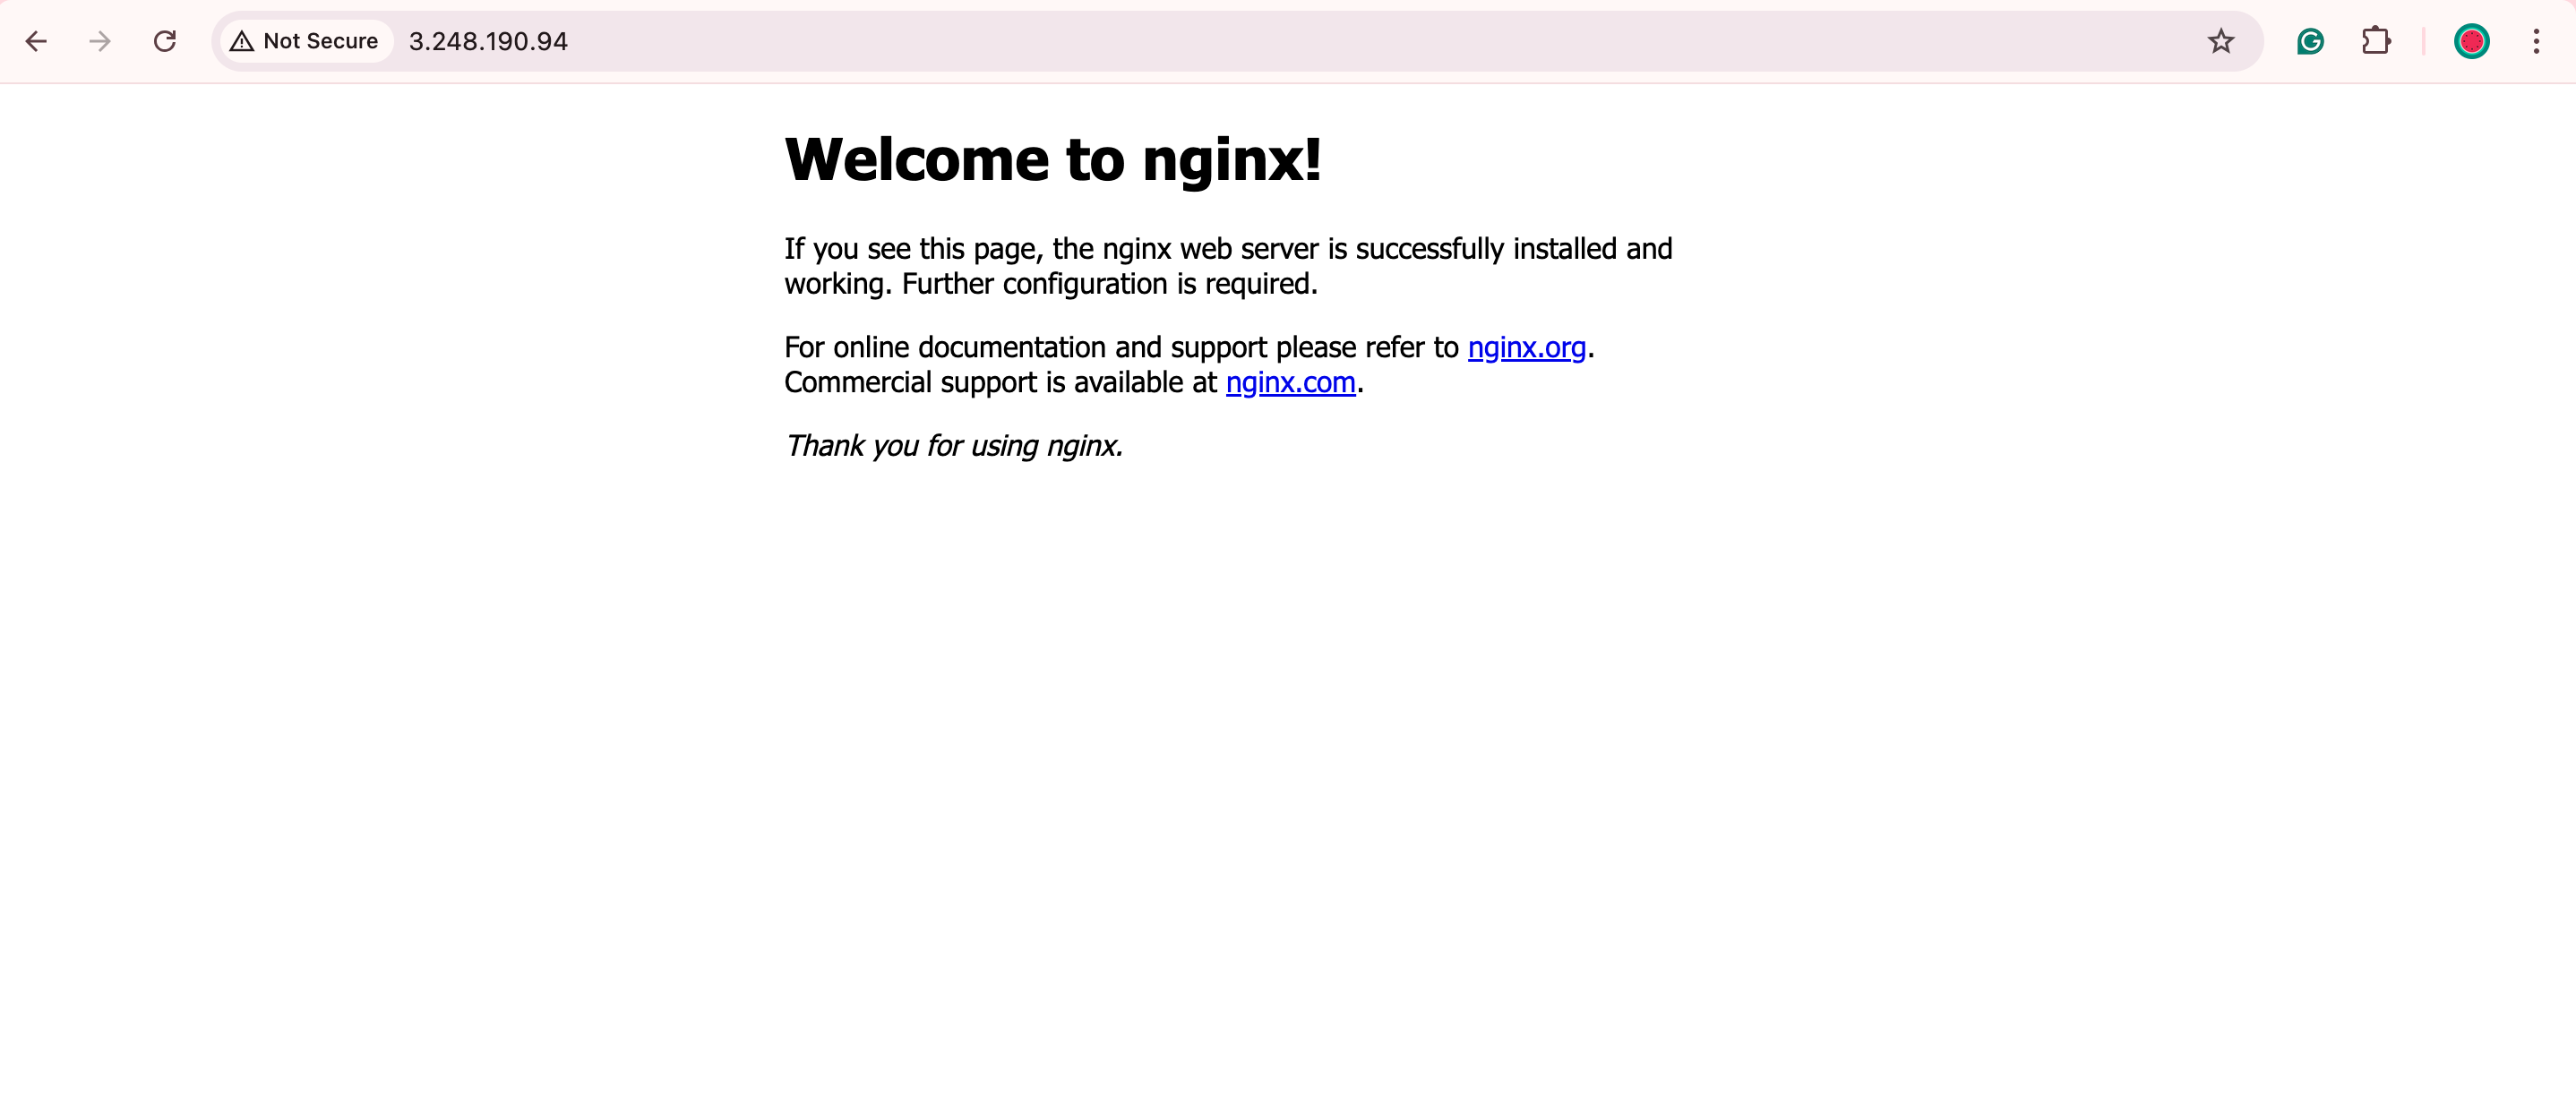 Not Secure 3.248.190.94
Welcome to nginx!
If you see this page, the nginx web server is successfully installed and
working. Further configuration is required.
For online documentation and support please refer to nginx.org.
Commercial support is available at nginx.com.
Thank you for using nginx.